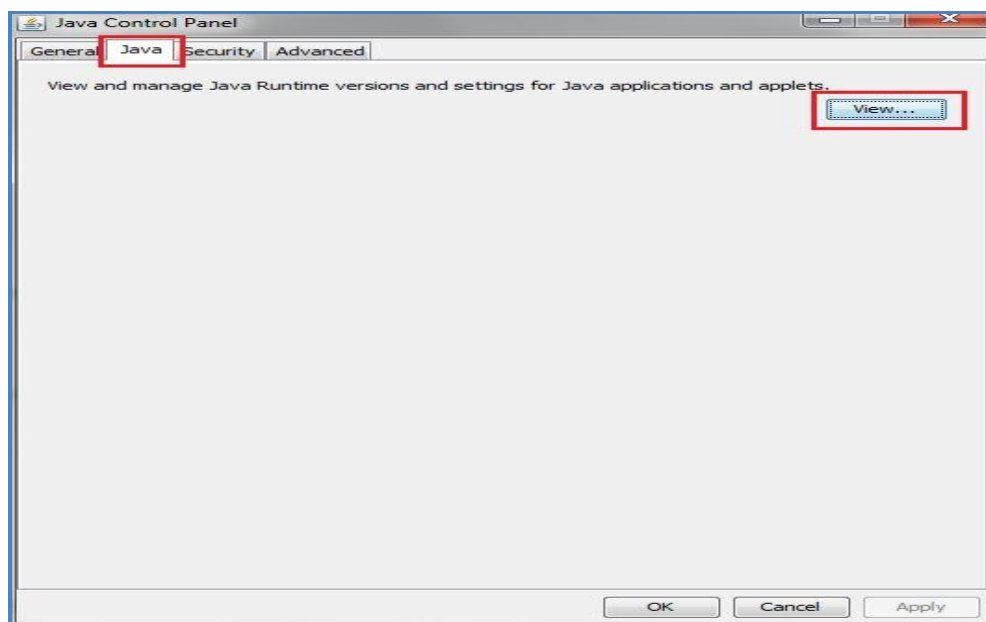 Java Control Panel
General Java Security Advanced
View and manage Java Runtime versions and settings for Java applications and applets.
View...
OK Cancel Apply